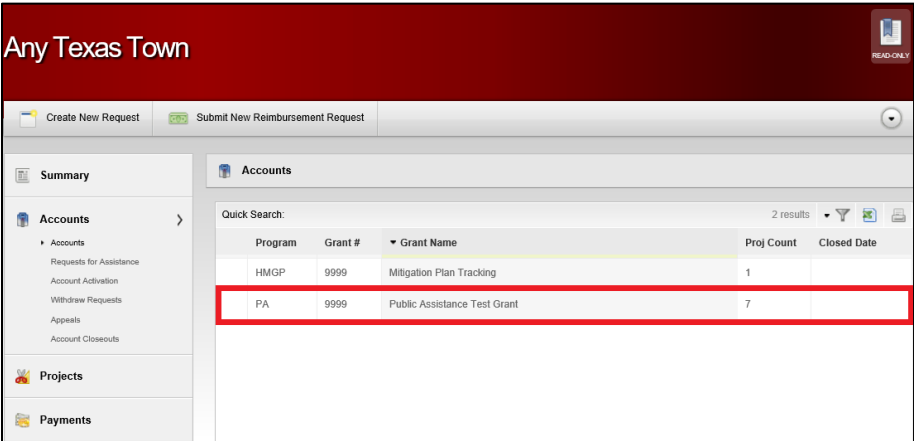 Any Texas Town
READ-ONLY
Create New Request Submit New Reimbursement Request
Summary
Accounts
Accounts
Requests for Assistance
Account Activation
Withdraw Requests
Appeals
Account Closeouts
Projects
Payments
Accounts
Quick Search: 2 results
Program Grant # Grant Name Proj Count Closed Date
HMGP 9999 Mitigation Plan Tracking 1
PA 9999 Public Assistance Test Grant 7